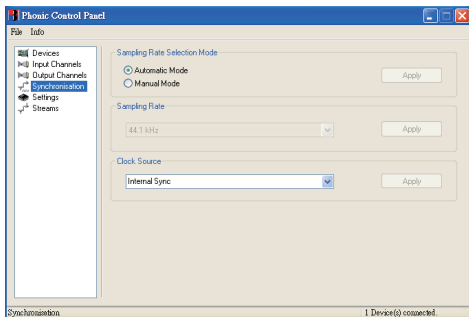 Phonic Control Panel
File Info
Devices
Input Channels
Output Channels
Synchronisation
Settings
Streams
Sampling Rate Selection Mode
Automatic Mode
Manual Mode
Apply
Sampling Rate
44.1 kHz
Apply
Clock Source
Internal Sync
Apply
Synchronisation
1 Device(s) connected.